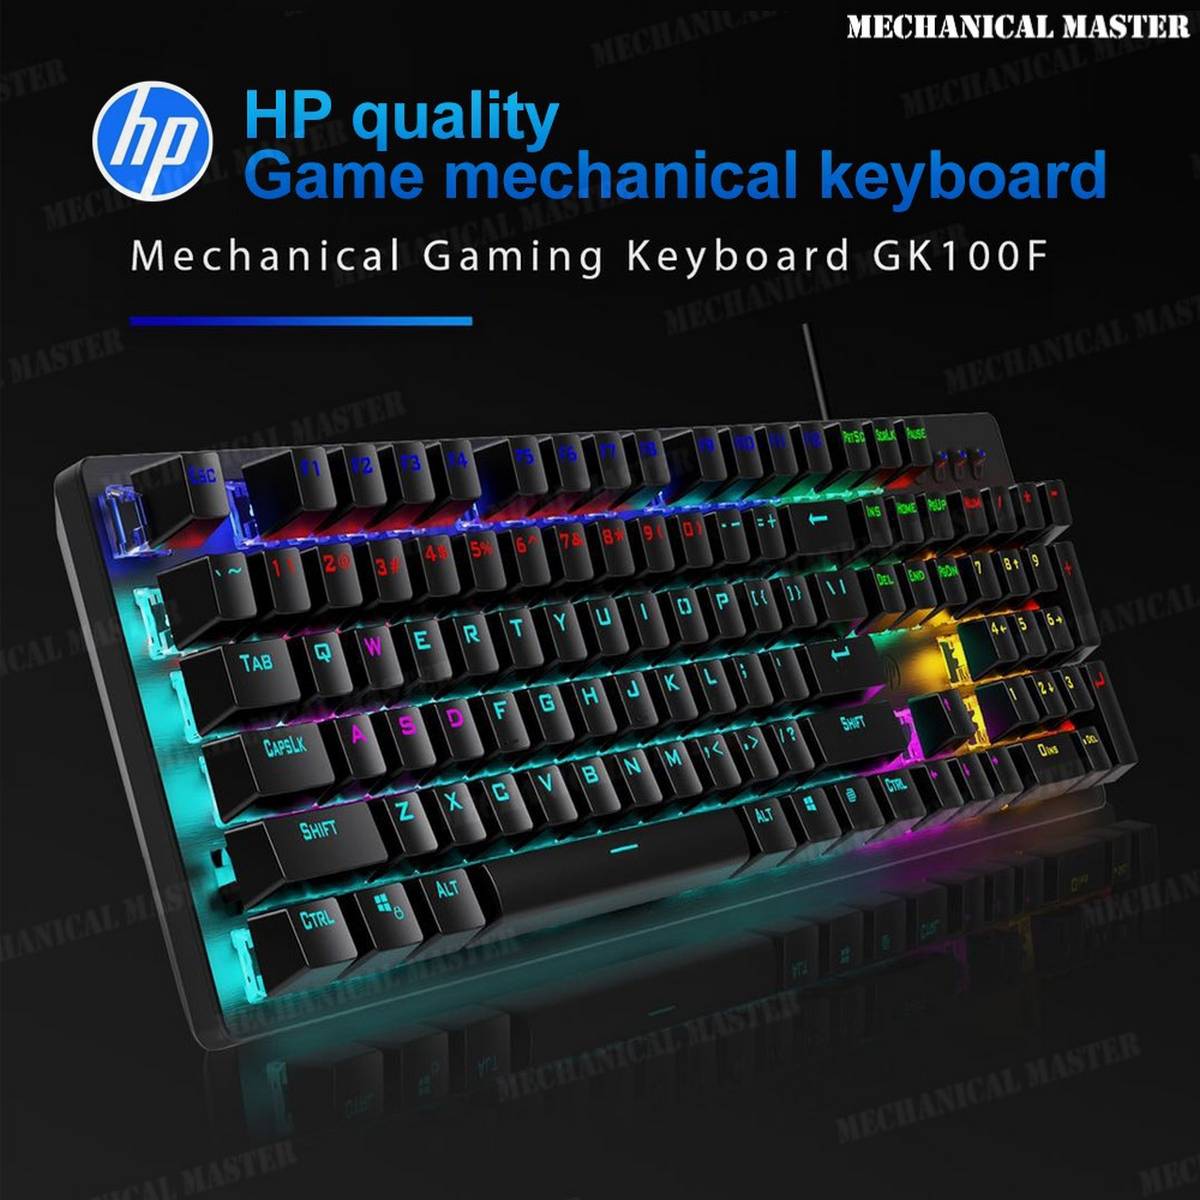 MECHANICAL MASTER
hp
HP quality
Game mechanical keyboard
Mechanical Gaming Keyboard GK100F
ESC F1 F2 F3 F4 F5 F6 F7 F8 F9 F10 F11 F12 PRTSC SCRLK PAUSE
`~ 1! 2@ 3# 4$ 5% 6^ 7& 8* 9( 0) -- =+ ← INS HOME PGUP NUM / * -
TAB Q W E R T Y U I O P [{ ]} \| DEL END PGDN 7 8↑ 9 +
CAPSLK A S D F G H J K L ; ' 4← 5 6→
SHIFT Z X C V B N M ,< .> /? SHIFT 1 2↓ 3
CTRL ALT ALT CTRL 0INS .DEL